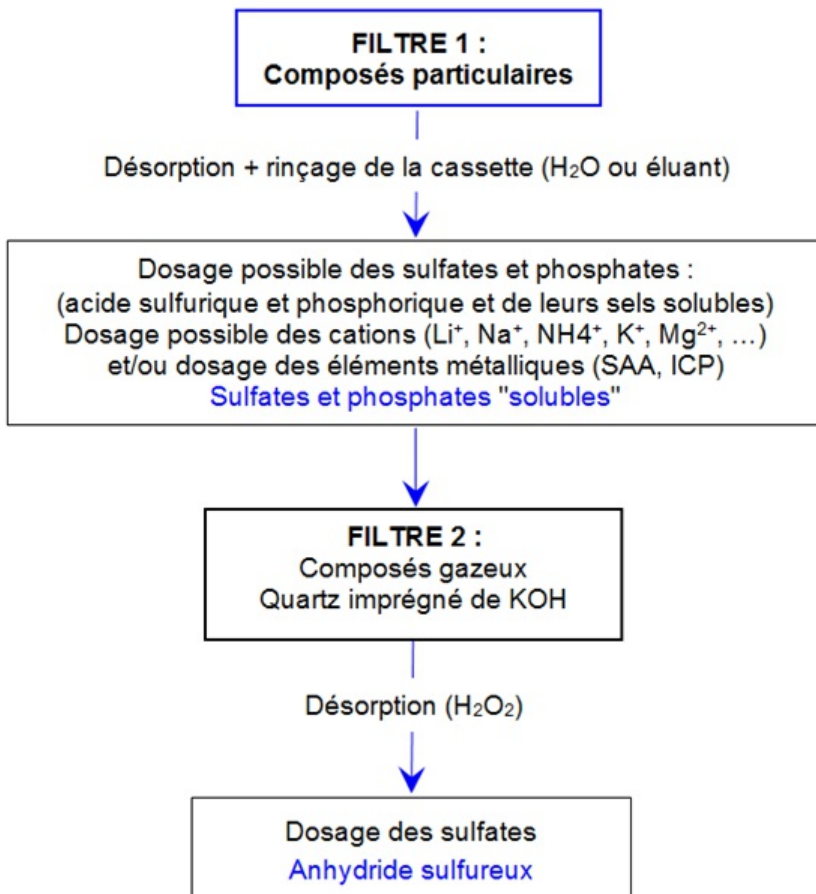 FILTRE 1 :
Composés particulaires
Désorption + rinçage de la cassette (H₂O ou éluant)
Dosage possible des sulfates et phosphates :
(acide sulfurique et phosphorique et de leurs sels solubles)
Dosage possible des cations (Li⁺, Na⁺, NH4⁺, K⁺, Mg²⁺, …)
et/ou dosage des éléments métalliques (SAA, ICP)
Sulfates et phosphates "solubles"
FILTRE 2 :
Composés gazeux
Quartz imprégné de KOH
Désorption (H₂O₂)
Dosage des sulfates
Anhydride sulfureux